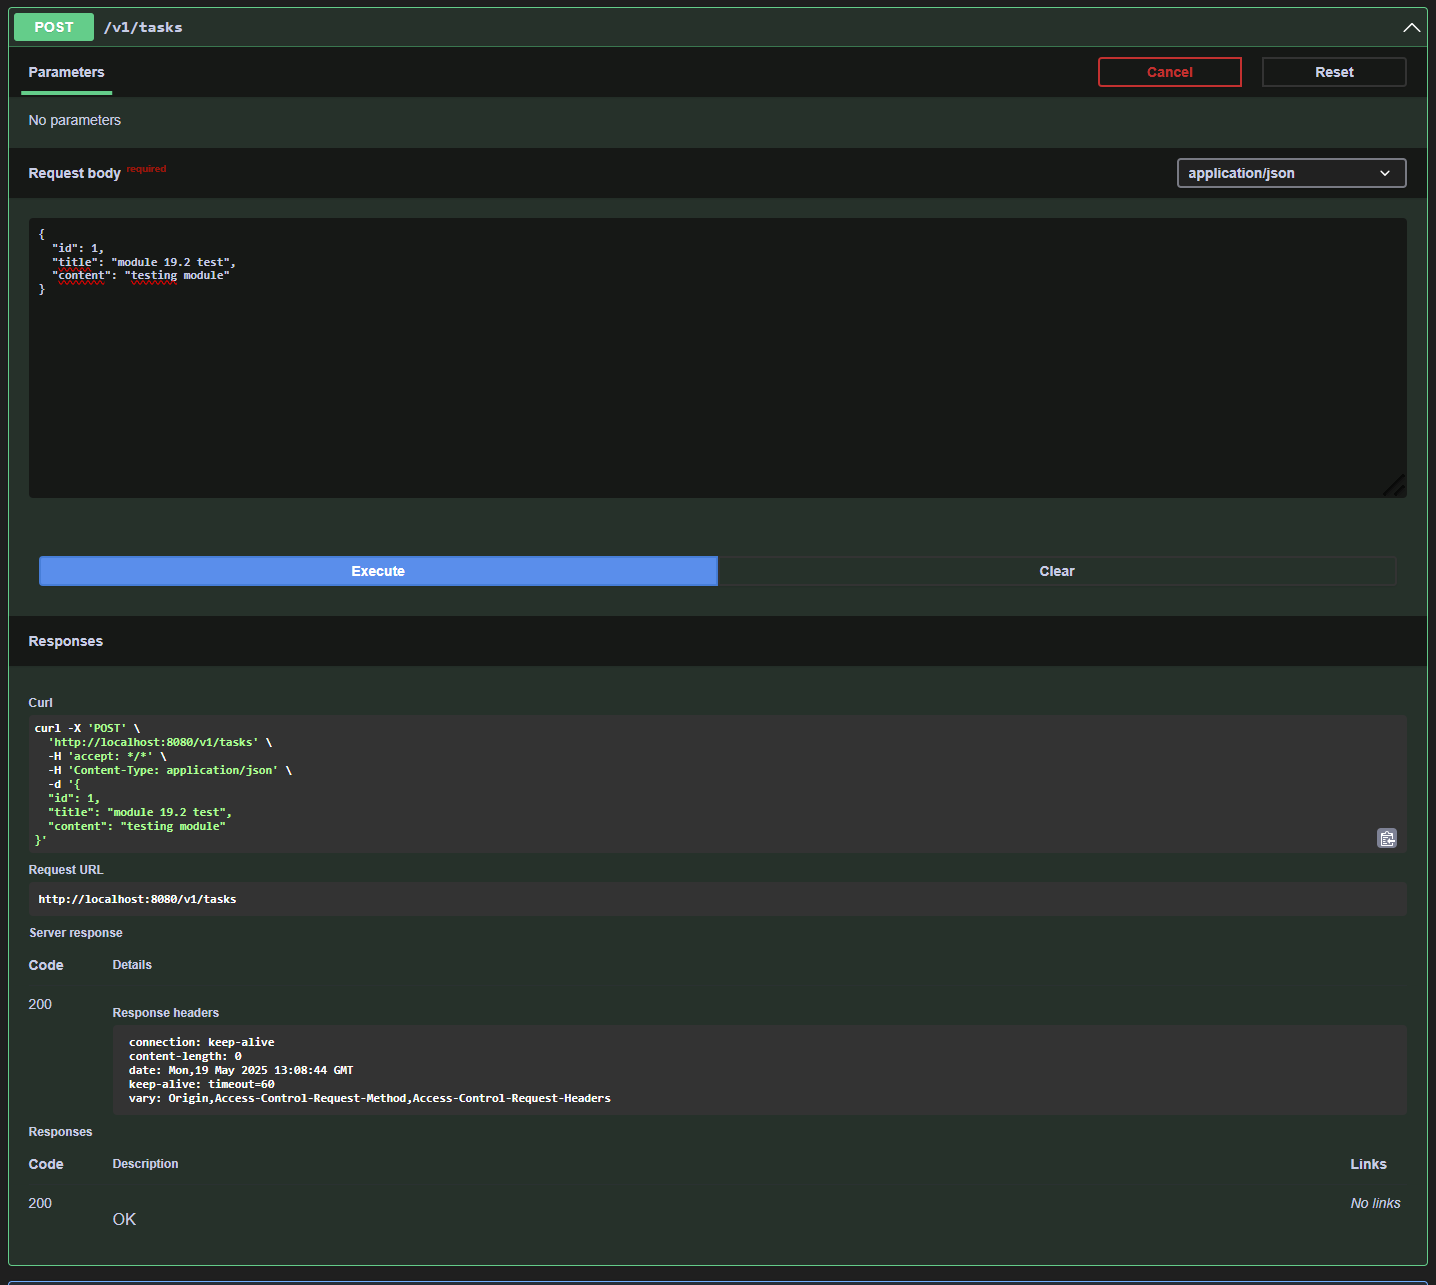 POST /v1/tasks
Parameters
Cancel
Reset
No parameters
Request body required
application/json
{
  "id": 1,
  "title": "module 19.2 test",
  "content": "testing module"
}
Execute
Clear
Responses
Curl
curl -X 'POST' \
  'http://localhost:8080/v1/tasks' \
  -H 'accept: */*' \
  -H 'Content-Type: application/json' \
  -d '{
  "id": 1,
  "title": "module 19.2 test",
  "content": "testing module"
}'
Request URL
http://localhost:8080/v1/tasks
Server response
Code Details
200
Response headers
connection: keep-alive
content-length: 0
date: Mon,19 May 2025 13:08:44 GMT
keep-alive: timeout=60
vary: Origin,Access-Control-Request-Method,Access-Control-Request-Headers
Responses
Code Description Links
200 No links
OK